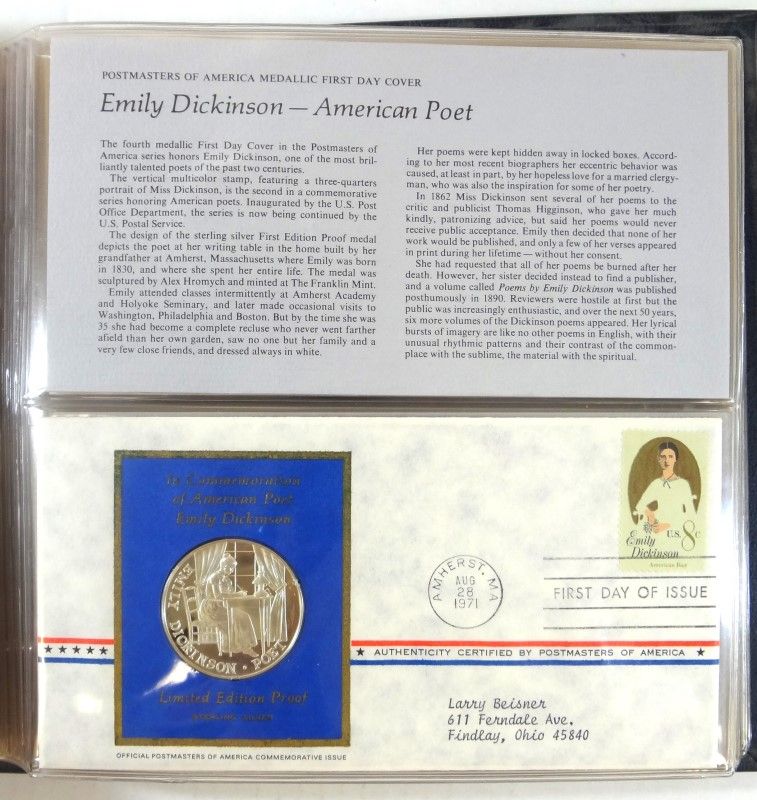 POSTMASTERS OF AMERICA MEDALLIC FIRST DAY COVER
Emily Dickinson — American Poet
The fourth medallic First Day Cover in the Postmasters of
America series honors Emily Dickinson, one of the most bril-
liantly talented poets of the past two centuries.
The vertical multicolor stamp, featuring a three-quarters
portrait of Miss Dickinson, is the second in a commemorative
series honoring American poets. Inaugurated by the U.S. Post
Office Department, the series is now being continued by the
U.S. Postal Service.
The design of the sterling silver First Edition Proof medal
depicts the poet at her writing table in the home built by her
grandfather at Amherst, Massachusetts where Emily was born
in 1830, and where she spent her entire life. The medal was
sculptured by Alex Hromych and minted at The Franklin Mint.
Emily attended classes intermittently at Amherst Academy
and Holyoke Seminary, and later made occasional visits to
Washington, Philadelphia and Boston. But by the time she was
35 she had become a complete recluse who never went farther
afield than her own garden, saw no one but her family and a
very few close friends, and dressed always in white.
Her poems were kept hidden away in locked boxes. Accord-
ing to her most recent biographers her eccentric behavior was
caused, at least in part, by her hopeless love for a married clergy-
man, who was also the inspiration for some of her poetry.
In 1862 Miss Dickinson sent several of her poems to the
critic and publicist Thomas Higginson, who gave her much
kindly, patronizing advice, but said her poems would never
receive public acceptance. Emily then decided that none of her
work would be published, and only a few of her verses appeared
in print during her lifetime — without her consent.
She had requested that all of her poems be burned after her
death. However, her sister decided instead to find a publisher,
and a volume called Poems by Emily Dickinson was published
posthumously in 1890. Reviewers were hostile at first but the
public was increasingly enthusiastic, and over the next 50 years,
six more volumes of the Dickinson poems appeared. Her lyrical
bursts of imagery are like no other poems in English, with their
unusual rhythmic patterns and their contrast of the common-
place with the sublime, the material with the spiritual.
In Commemoration
of American Poet
Emily Dickinson
EMILY DICKINSON · POET
Limited Edition Proof
STERLING SILVER
OFFICIAL POSTMASTERS OF AMERICA COMMEMORATIVE ISSUE
U.S. 8c
Emily
Dickinson
American Poet
AMHERST, MA
AUG
28
1971
FIRST DAY OF ISSUE
AUTHENTICITY CERTIFIED BY POSTMASTERS OF AMERICA
Larry Beisner
611 Ferndale Ave.
Findlay, Ohio 45840